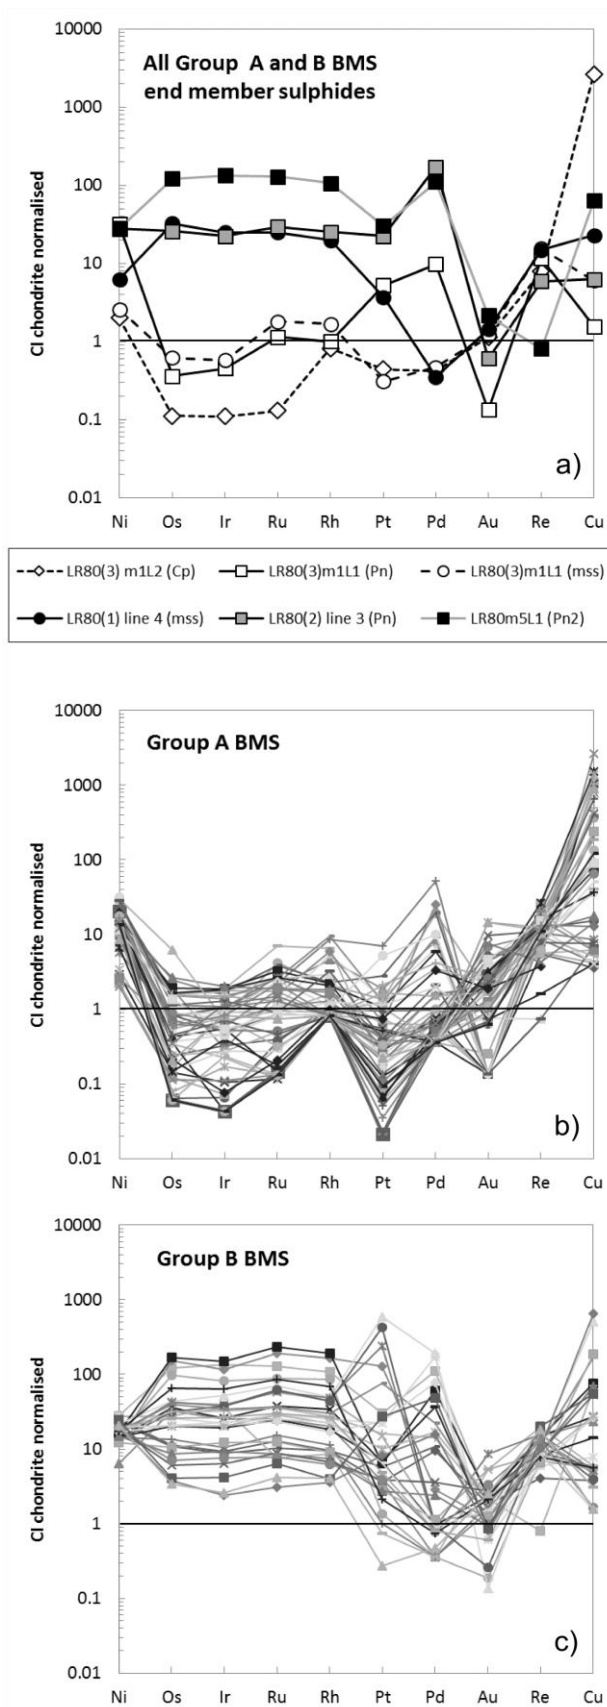 10000
All Group A and B BMS
end member sulphides
1000
100
10
1
0.1
0.01
CI chondrite normalised
a)
Ni Os Ir Ru Rh Pt Pd Au Re Cu
LR80(3) m1L2 (Cp) LR80(3)m1L1 (Pn) LR80(3)m1L1 (mss)
LR80(1) line 4 (mss) LR80(2) line 3 (Pn) LR80m5L1 (Pn2)
10000
Group A BMS
1000
100
10
1
0.1
0.01
CI chondrite normalised
b)
Ni Os Ir Ru Rh Pt Pd Au Re Cu
10000
Group B BMS
1000
100
10
1
0.1
0.01
CI chondrite normalised
c)
Ni Os Ir Ru Rh Pt Pd Au Re Cu